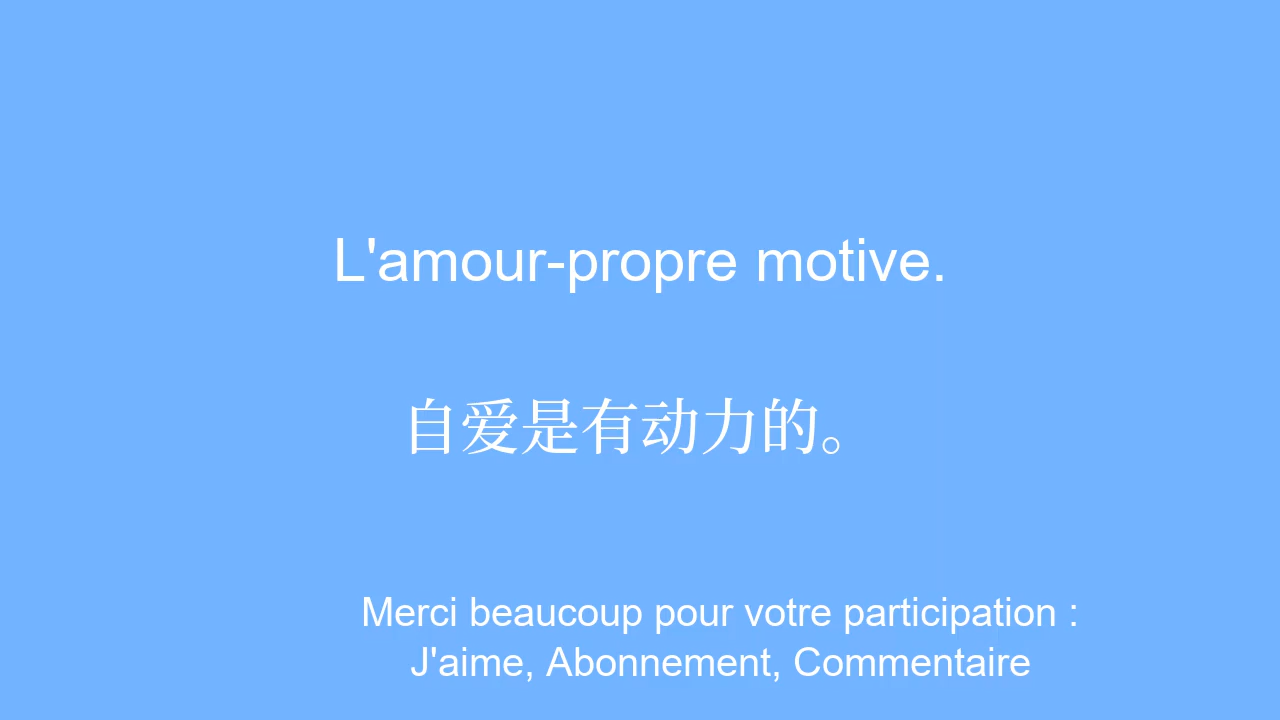 L'amour-propre motive.
自爱是有动力的。
Merci beaucoup pour votre participation :
J'aime, Abonnement, Commentaire